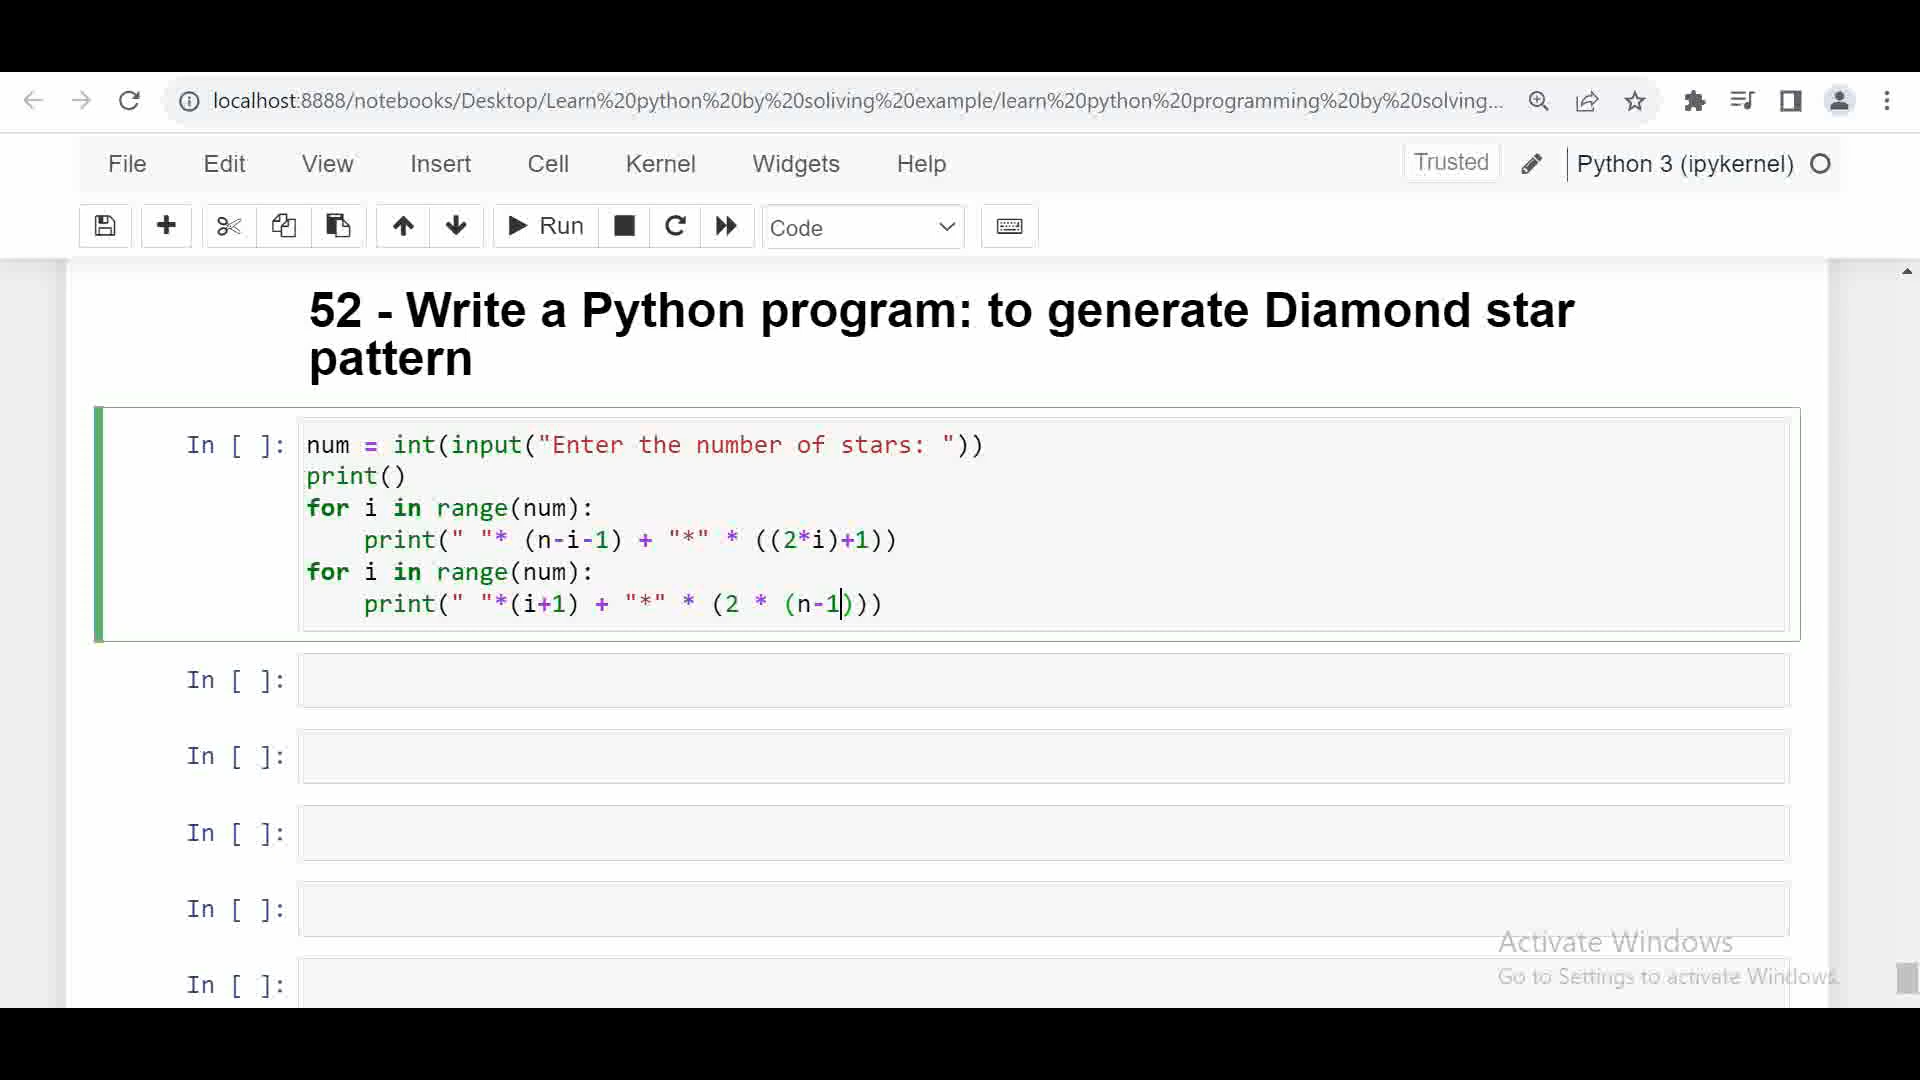 localhost:8888/notebooks/Desktop/Learn%20python%20by%20soliving%20example/learn%20python%20programming%20by%20solving...
File Edit View Insert Cell Kernel Widgets Help Trusted Python 3 (ipykernel)
Run Code
52 - Write a Python program: to generate Diamond star
pattern
In [ ]: num = int(input("Enter the number of stars: "))
print()
for i in range(num):
    print(" "* (n-i-1) + "*" * ((2*i)+1))
for i in range(num):
    print(" "*(i+1) + "*" * (2 * (n-1)))
In [ ]:
In [ ]:
In [ ]:
In [ ]:
In [ ]:
Activate Windows
Go to Settings to activate Windows.